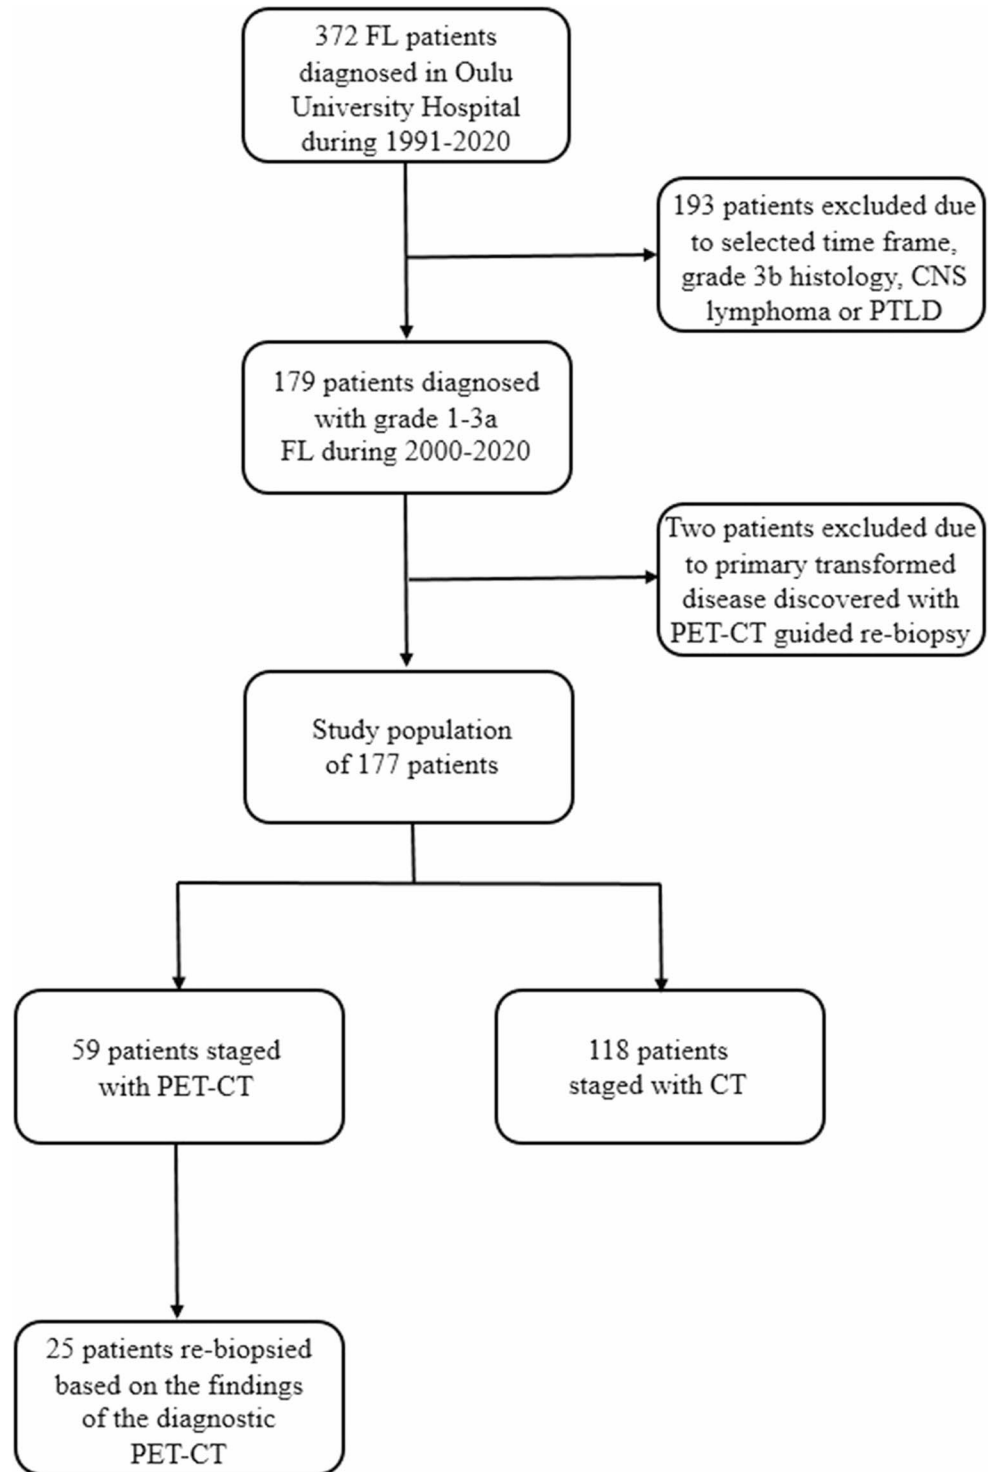 372 FL patients
diagnosed in Oulu
University Hospital
during 1991-2020
193 patients excluded due
to selected time frame,
grade 3b histology, CNS
lymphoma or PTLD
179 patients diagnosed
with grade 1-3a
FL during 2000-2020
Two patients excluded due
to primary transformed
disease discovered with
PET-CT guided re-biopsy
Study population
of 177 patients
59 patients staged
with PET-CT
118 patients
staged with CT
25 patients re-biopsied
based on the findings
of the diagnostic
PET-CT